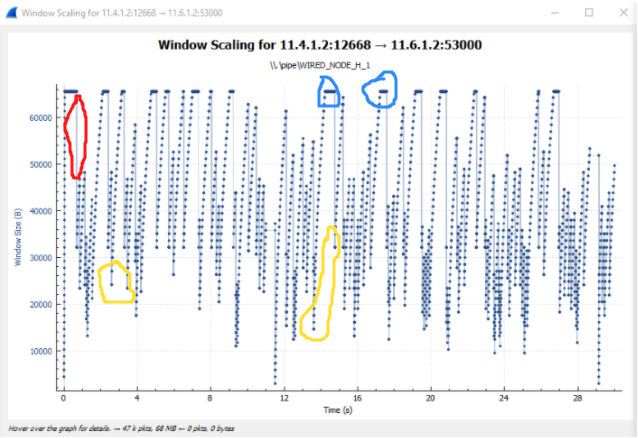 Window Scaling for 11.4.1.2:12668 → 11.6.1.2:53000
Window Scaling for 11.4.1.2:12668 → 11.6.1.2:53000
\\.\pipe\WIRED_NODE_H_1
60000
50000
40000
30000
20000
10000
Window Size (B)
0 4 8 12 16 20 24 28
Time (s)
Hover over the graph for details. → 47 k pkts, 68 MB ← 0 pkts, 0 bytes